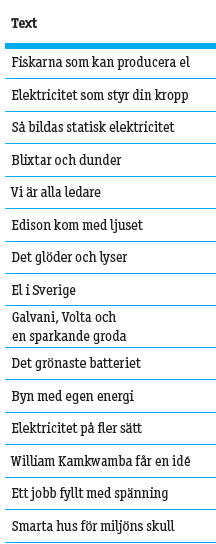 Text
Fiskarna som kan producera el
Elektricitet som styr din kropp
Så bildas statisk elektricitet
Blixtar och dunder
Vi är alla ledare
Edison kom med ljuset
Det glöder och lyser
El i Sverige
Galvani, Volta och
en sparkande groda
Det grönaste batteriet
Byn med egen energi
Elektricitet på fler sätt
William Kamkwamba får en idé
Ett jobb fyllt med spänning
Smarta hus för miljöns skull